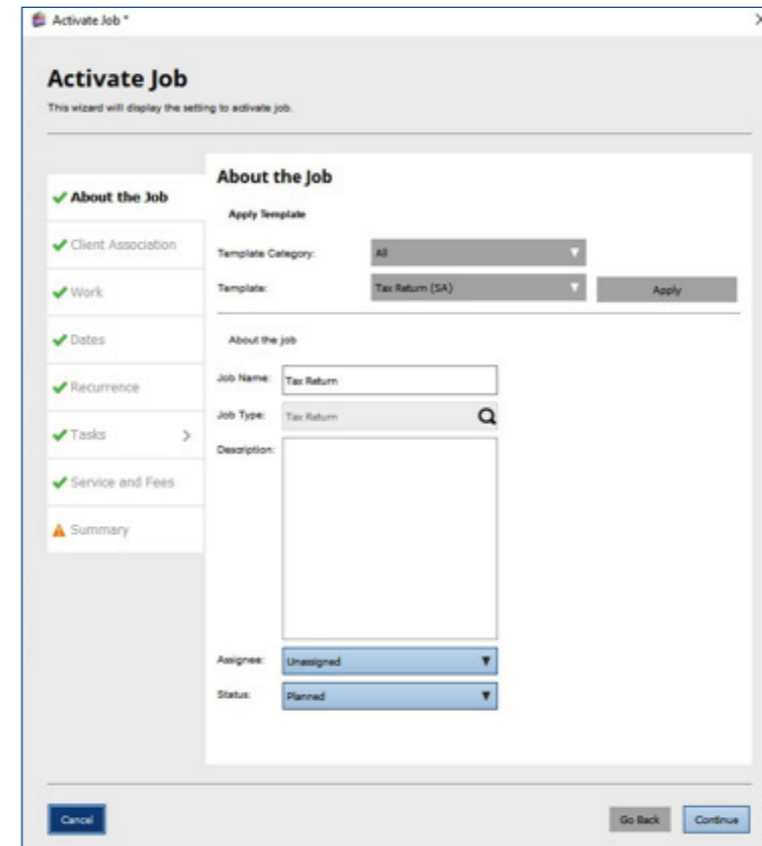 Activate Job *
Activate Job
This wizard will display the setting to activate job.
About the Job
Client Association
Work
Dates
Recurrence
Tasks
Service and Fees
Summary
About the Job
Apply Template
Template Category: All
Template: Tax Return (SA) Apply
About the job
Job Name: Tax Return
Job Type: Tax Return
Description:
Assignee: Unassigned
Status: Planned
Cancel Go Back Continue